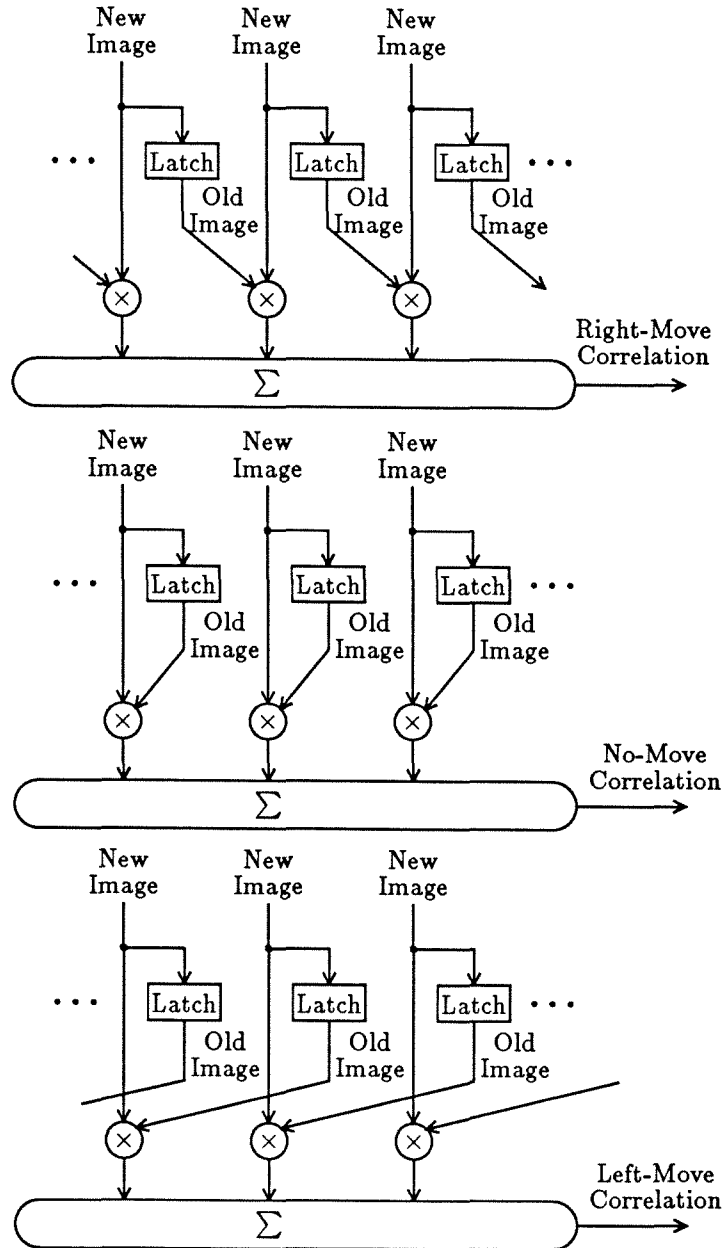 New New New
Image Image Image
••• Latch Latch Latch •••
Old Old Old
Image Image Image
× × ×
Right-Move
Correlation
Σ
New New New
Image Image Image
••• Latch Latch Latch •••
Old Old Old
Image Image Image
× × ×
No-Move
Correlation
Σ
New New New
Image Image Image
••• Latch Latch Latch •••
Old Old Old
Image Image Image
× × ×
Left-Move
Correlation
Σ